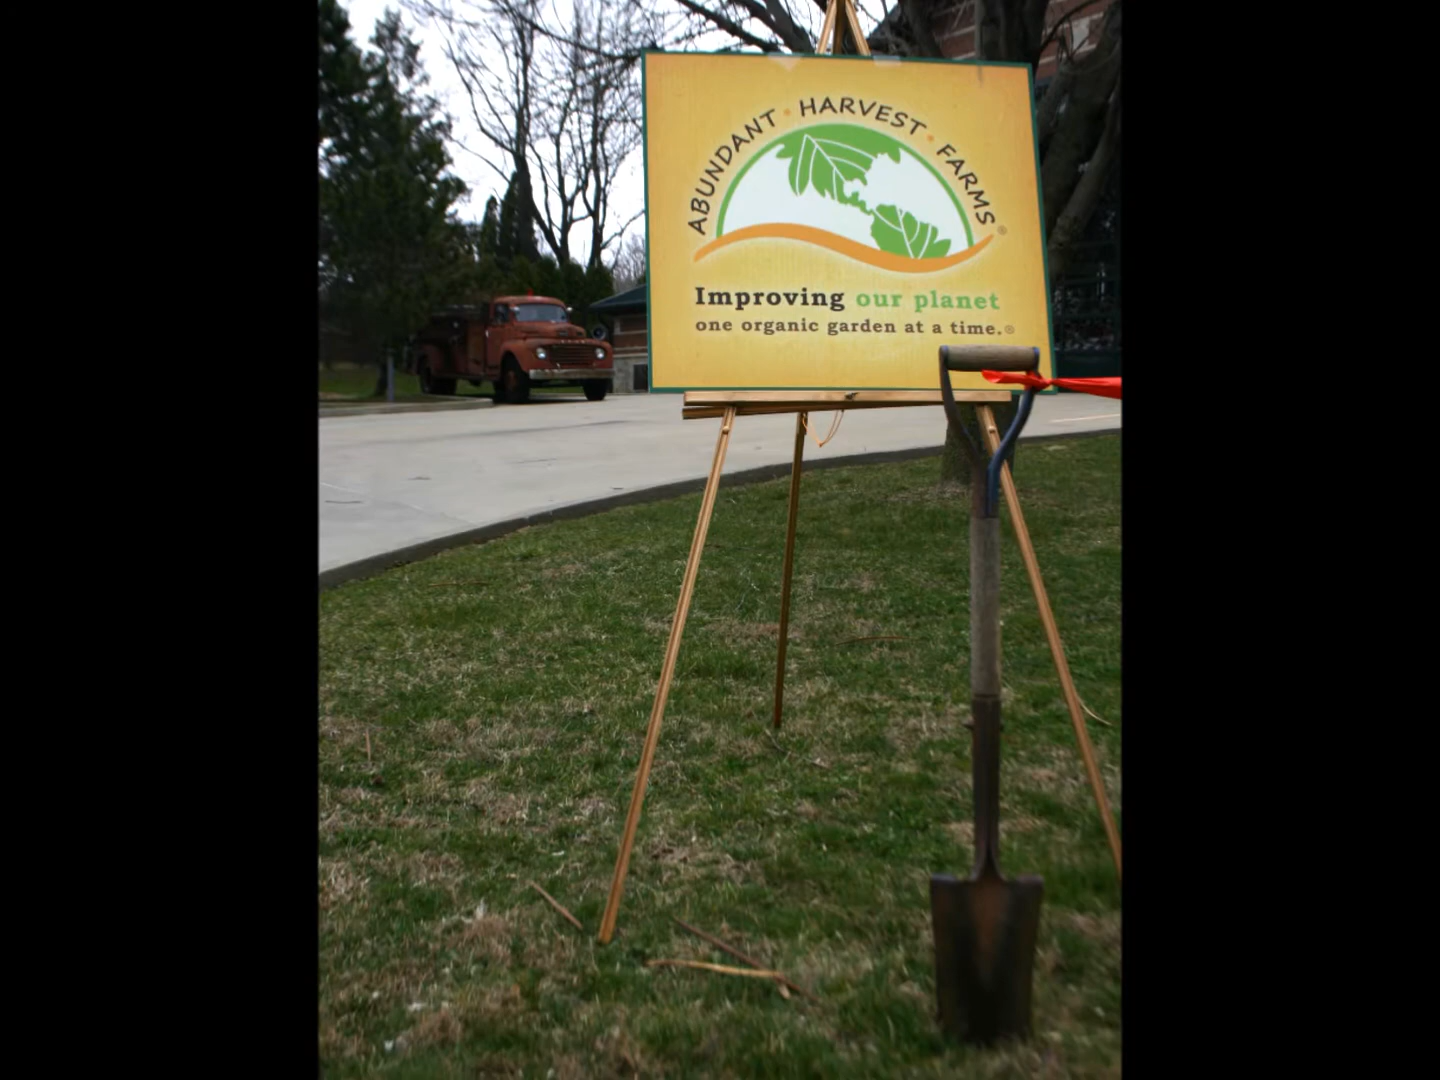 ABUNDANT • HARVEST • FARMS®
Improving our planet
one organic garden at a time.®